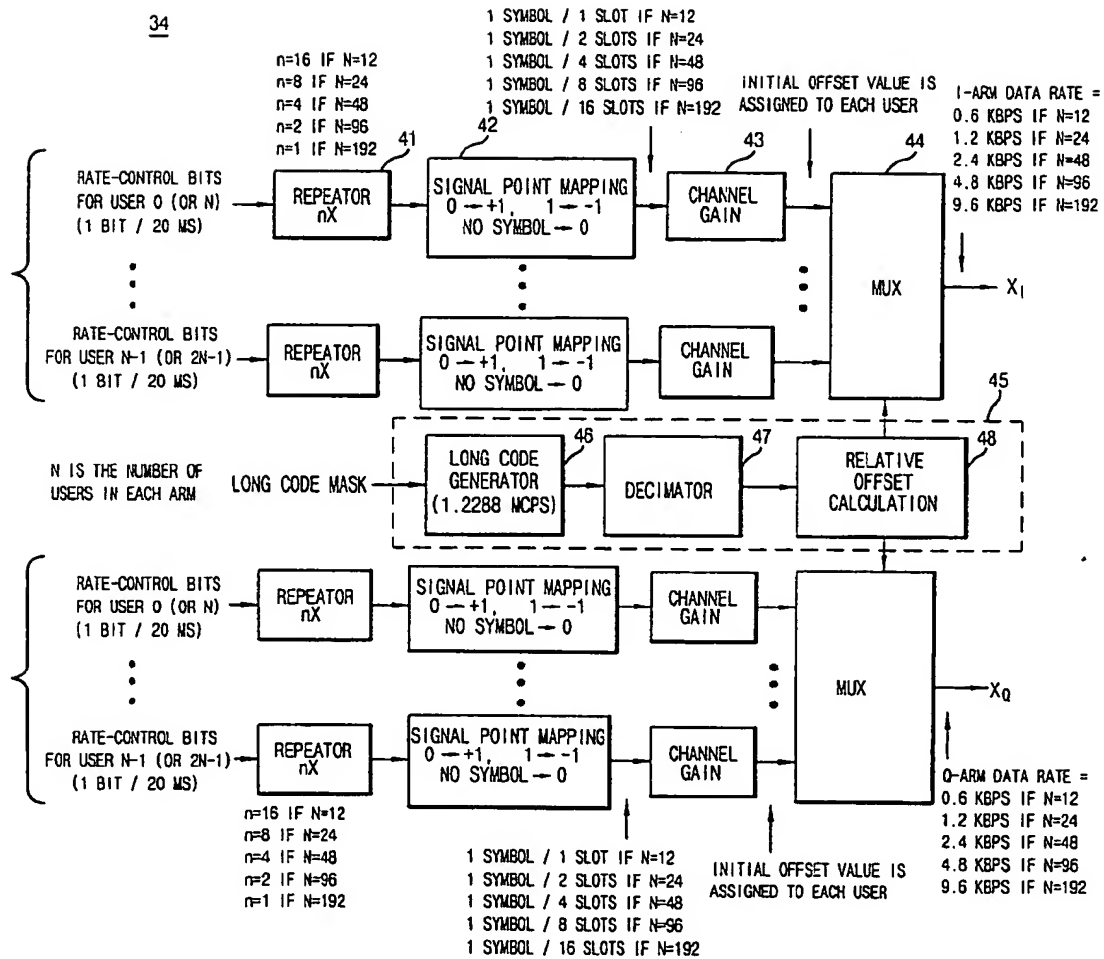 34
1 SYMBOL / 1 SLOT IF N=12
1 SYMBOL / 2 SLOTS IF N=24
1 SYMBOL / 4 SLOTS IF N=48
1 SYMBOL / 8 SLOTS IF N=96
1 SYMBOL / 16 SLOTS IF N=192
n=16 IF N=12
n=8 IF N=24
n=4 IF N=48
n=2 IF N=96
n=1 IF N=192
INITIAL OFFSET VALUE IS
ASSIGNED TO EACH USER
I-ARM DATA RATE =
0.6 KBPS IF N=12
1.2 KBPS IF N=24
2.4 KBPS IF N=48
4.8 KBPS IF N=96
9.6 KBPS IF N=192
41
42
43
44
RATE-CONTROL BITS
FOR USER 0 (OR N)
(1 BIT / 20 MS)
REPEATOR
nX
SIGNAL POINT MAPPING
0→+1, 1→-1
NO SYMBOL→0
CHANNEL
GAIN
MUX
X_I
RATE-CONTROL BITS
FOR USER N-1 (OR 2N-1)
(1 BIT / 20 MS)
REPEATOR
nX
SIGNAL POINT MAPPING
0→+1, 1→-1
NO SYMBOL→0
CHANNEL
GAIN
45
N IS THE NUMBER OF
USERS IN EACH ARM
LONG CODE MASK
46
LONG CODE
GENERATOR
(1.2288 MCPS)
47
DECIMATOR
48
RELATIVE
OFFSET
CALCULATION
RATE-CONTROL BITS
FOR USER 0 (OR N)
(1 BIT / 20 MS)
REPEATOR
nX
SIGNAL POINT MAPPING
0→+1, 1→-1
NO SYMBOL→0
CHANNEL
GAIN
MUX
X_Q
RATE-CONTROL BITS
FOR USER N-1 (OR 2N-1)
(1 BIT / 20 MS)
REPEATOR
nX
SIGNAL POINT MAPPING
0→+1, 1→-1
NO SYMBOL→0
CHANNEL
GAIN
n=16 IF N=12
n=8 IF N=24
n=4 IF N=48
n=2 IF N=96
n=1 IF N=192
1 SYMBOL / 1 SLOT IF N=12
1 SYMBOL / 2 SLOTS IF N=24
1 SYMBOL / 4 SLOTS IF N=48
1 SYMBOL / 8 SLOTS IF N=96
1 SYMBOL / 16 SLOTS IF N=192
INITIAL OFFSET VALUE IS
ASSIGNED TO EACH USER
Q-ARM DATA RATE =
0.6 KBPS IF N=12
1.2 KBPS IF N=24
2.4 KBPS IF N=48
4.8 KBPS IF N=96
9.6 KBPS IF N=192